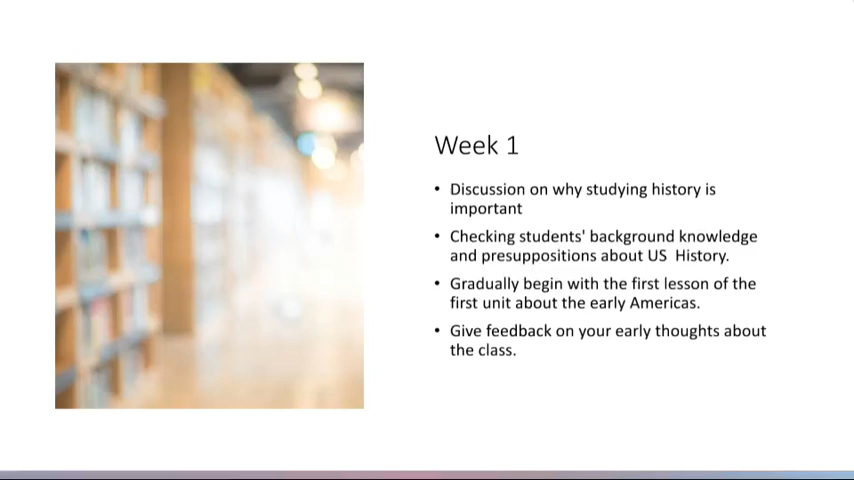 Week 1
• Discussion on why studying history is
important
• Checking students' background knowledge
and presuppositions about US  History.
• Gradually begin with the first lesson of the
first unit about the early Americas.
• Give feedback on your early thoughts about
the class.